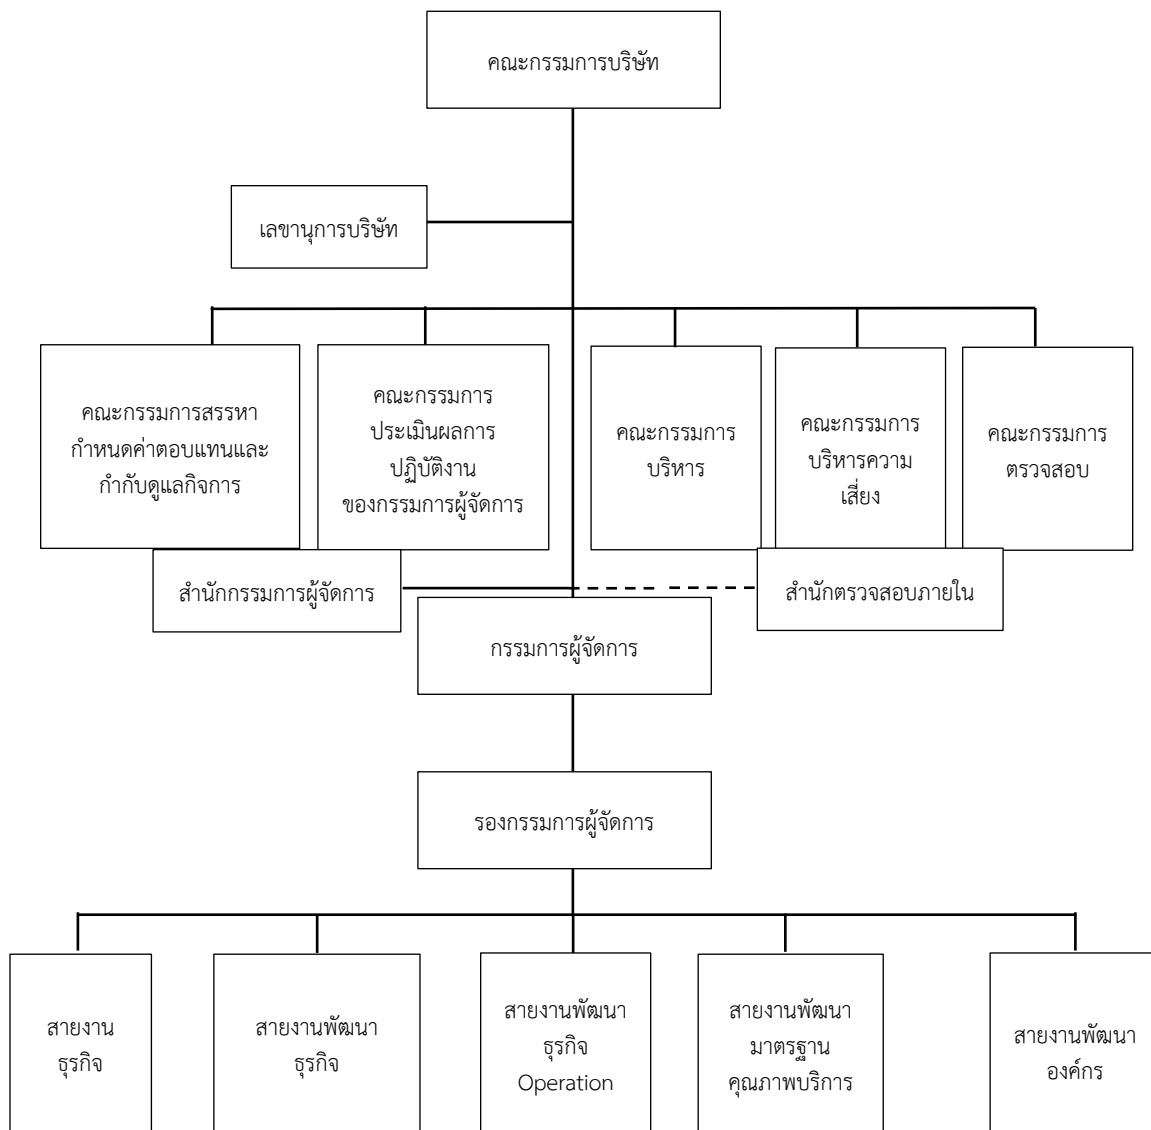 คณะกรรมการบริษัท
เลขานุการบริษัท
คณะกรรมการสรรหา
กำหนดค่าตอบแทนและ
กำกับดูแลกิจการ
คณะกรรมการ
ประเมินผลการ
ปฏิบัติงาน
ของกรรมการผู้จัดการ
คณะกรรมการ
บริหาร
คณะกรรมการ
บริหารความ
เสี่ยง
คณะกรรมการ
ตรวจสอบ
สำนักกรรมการผู้จัดการ
สำนักตรวจสอบภายใน
กรรมการผู้จัดการ
รองกรรมการผู้จัดการ
สายงาน
ธุรกิจ
สายงานพัฒนา
ธุรกิจ
สายงานพัฒนา
ธุรกิจ
Operation
สายงานพัฒนา
มาตรฐาน
คุณภาพบริการ
สายงานพัฒนา
องค์กร